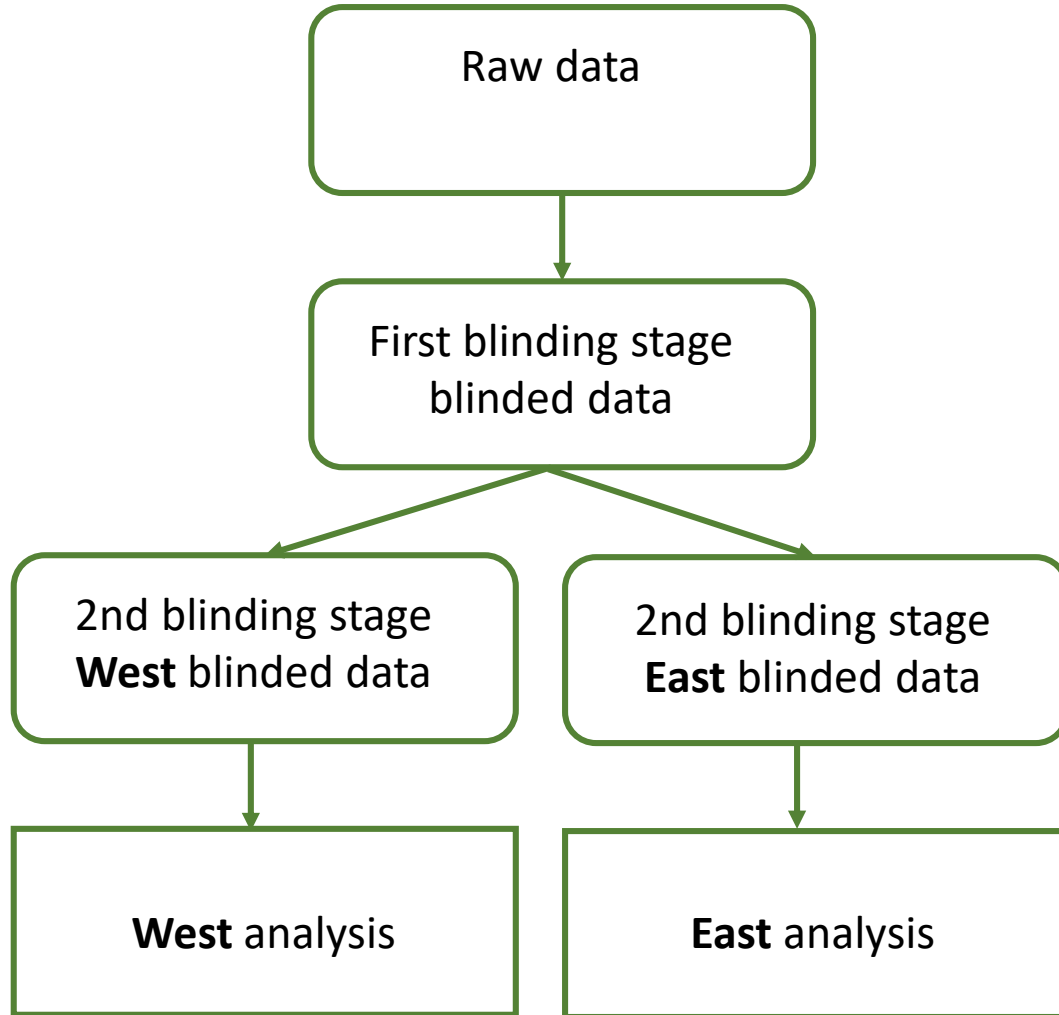 Raw data
First blinding stage
blinded data
2nd blinding stage
West blinded data
2nd blinding stage
East blinded data
West analysis
East analysis